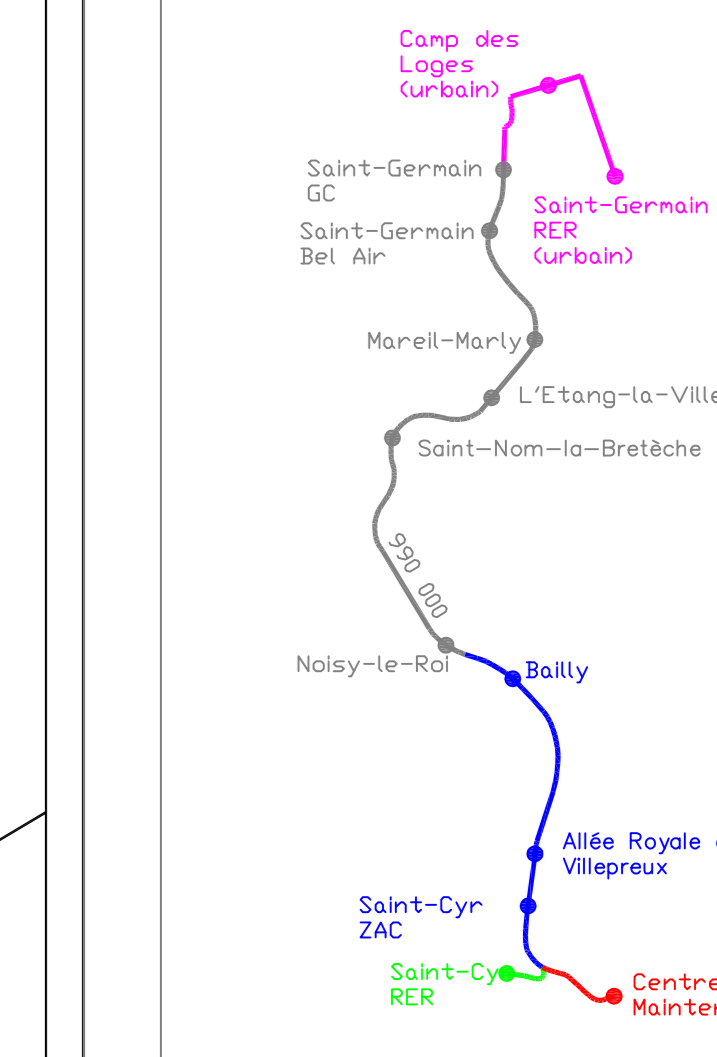 Camp des
Loges
(urbain)
Saint-Germain
GC
Saint-Germain
RER
(urbain)
Saint-Germain
Bel Air
Mareil-Marly
L'Etang-la-Ville
Saint-Nom-la-Bretèche
990 000
Noisy-le-Roi
Bailly
Allée Royale
Villepreux
Saint-Cyr
ZAC
Saint-Cy
RER
Centre